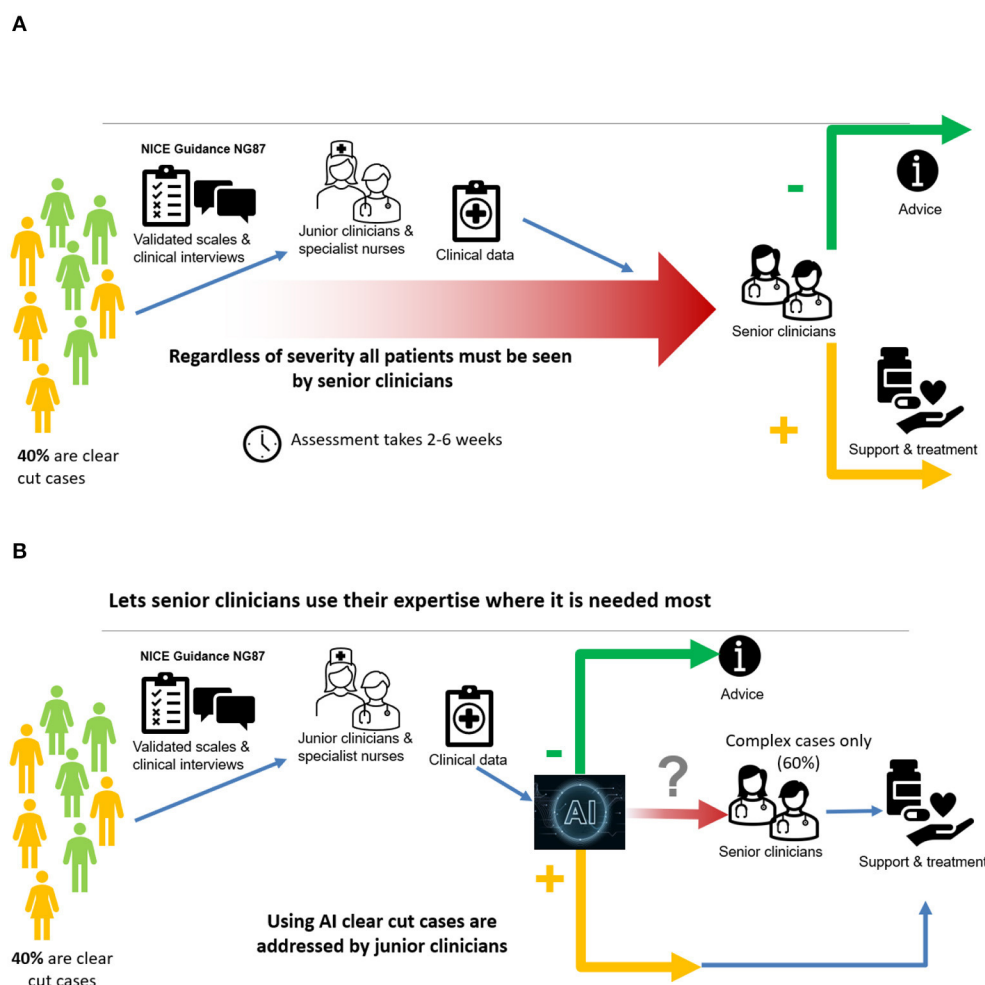 A
NICE Guidance NG87
Validated scales &
clinical interviews
Junior clinicians &
specialist nurses
Clinical data
-
Advice
Senior clinicians
Regardless of severity all patients must be seen
by senior clinicians
+
Support & treatment
Assessment takes 2-6 weeks
40% are clear
cut cases
B
Lets senior clinicians use their expertise where it is needed most
NICE Guidance NG87
Validated scales &
clinical interviews
Junior clinicians &
specialist nurses
Clinical data
-
Advice
AI
?
Complex cases only
(60%)
Senior clinicians
Support & treatment
+
Using AI clear cut cases are
addressed by junior clinicians
40% are clear
cut cases